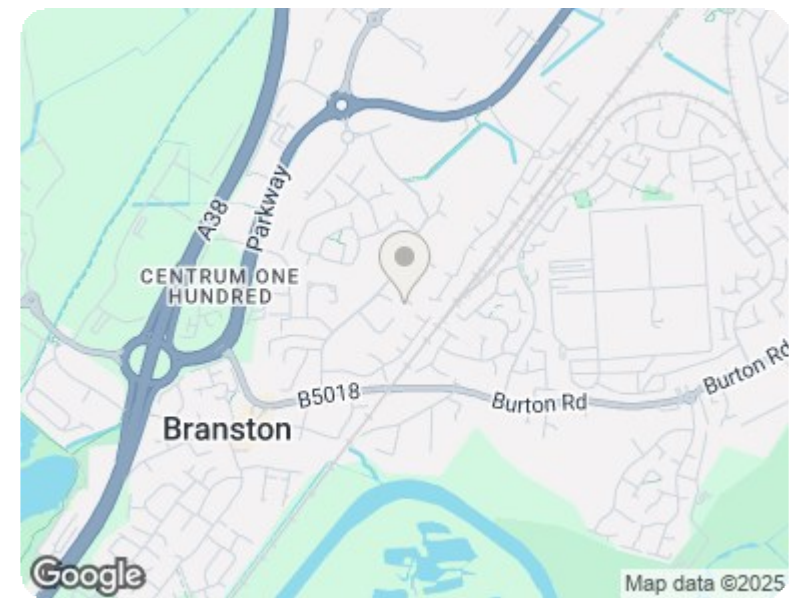 A38
Parkway
CENTRUM ONE
HUNDRED
B5018
Burton Rd
Burton Rd
Branston
Google
Map data ©2025